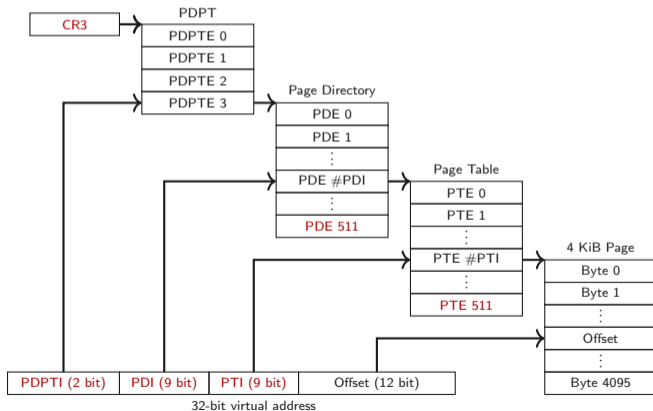 PDPT
CR3
PDPTE 0
PDPTE 1
PDPTE 2
PDPTE 3
Page Directory
PDE 0
PDE 1
⋮
PDE #PDI
⋮
PDE 511
Page Table
PTE 0
PTE 1
⋮
PTE #PTI
⋮
PTE 511
4 KiB Page
Byte 0
Byte 1
⋮
Offset
⋮
Byte 4095
PDPTI (2 bit) PDI (9 bit) PTI (9 bit) Offset (12 bit)
32-bit virtual address